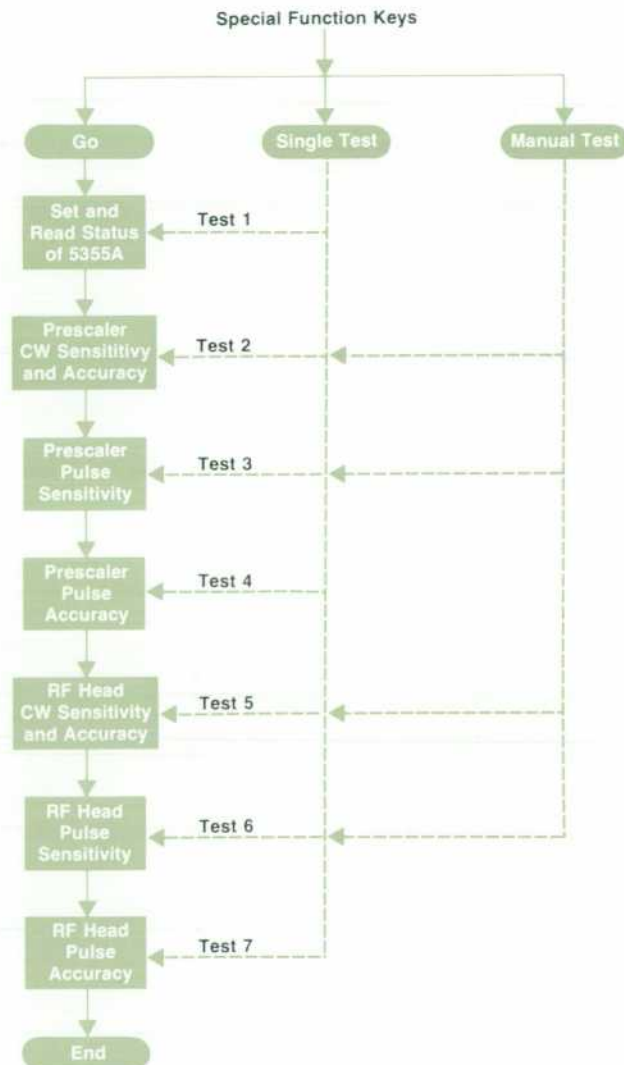 Special Function Keys
Go
Single Test
Manual Test
Set and
Read Status
of 5355A
Test 1
Prescaler
CW Sensititivy
and Accuracy
Test 2
Prescaler
Pulse
Sensitivity
Test 3
Prescaler
Pulse
Accuracy
Test 4
RF Head
CW Sensitivity
and Accuracy
Test 5
RF Head
Pulse
Sensitivity
Test 6
RF Head
Pulse
Accuracy
Test 7
End